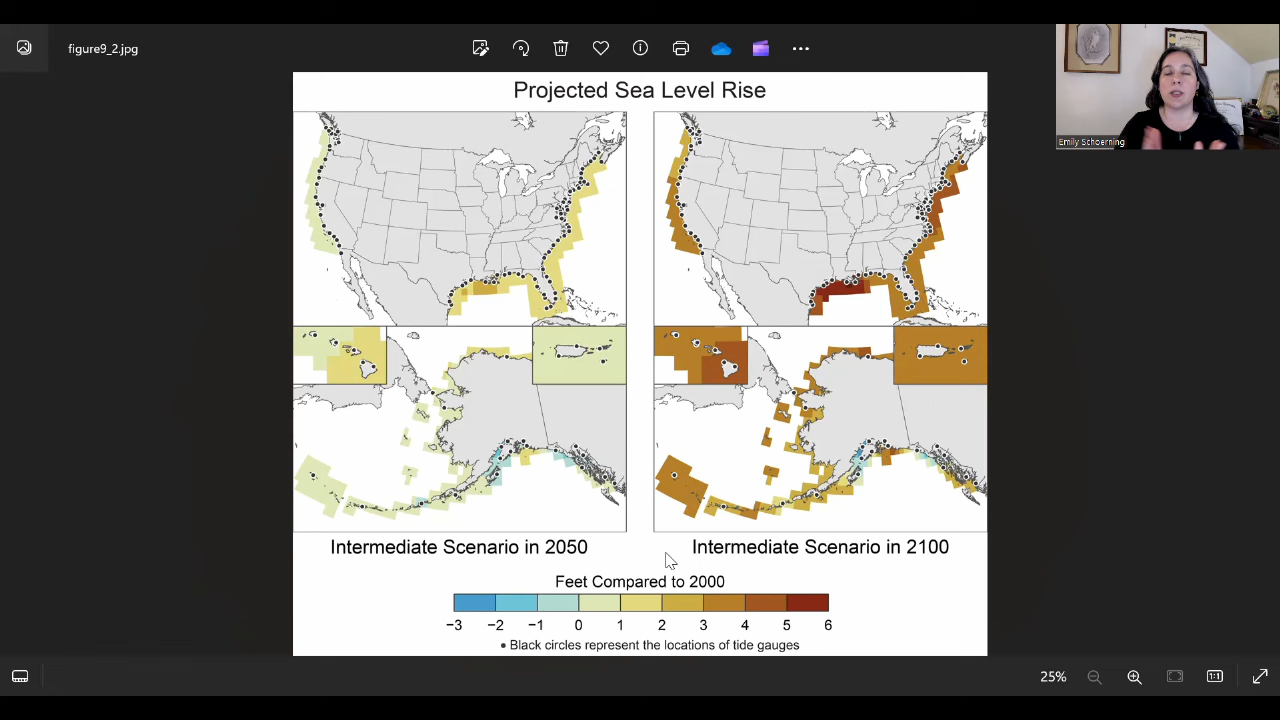 figure9_2.jpg
Emily Schoerning
Projected Sea Level Rise
Intermediate Scenario in 2050
Intermediate Scenario in 2100
Feet Compared to 2000
−3 −2 −1 0 1 2 3 4 5 6
• Black circles represent the locations of tide gauges
25%
1:1